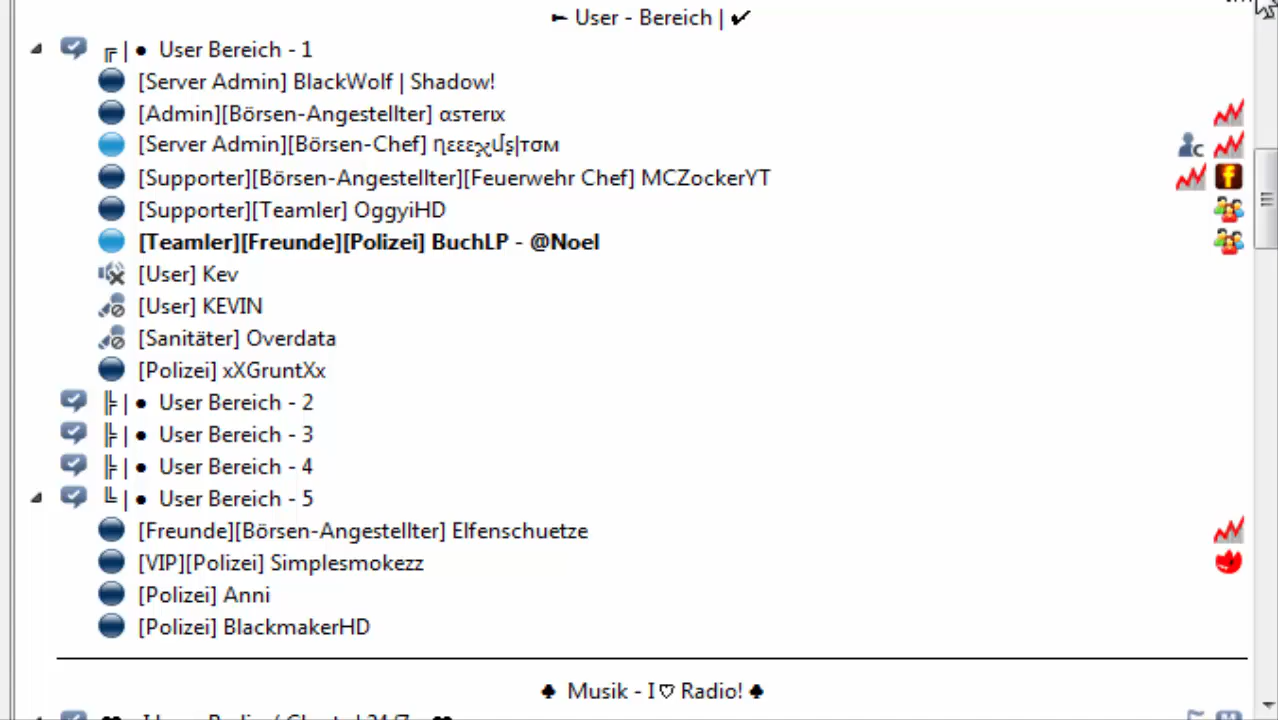 ► User - Bereich | ✔
╔ | ● User Bereich - 1
[Server Admin] BlackWolf | Shadow!
[Admin][Börsen-Angestellter] αѕтerιх
[Server Admin][Börsen-Chef]
[Supporter][Börsen-Angestellter][Feuerwehr Chef] MCZockerYT
[Supporter][Teamler] OggyiHD
[Teamler][Freunde][Polizei] BuchLP - @Noel
[User] Kev
[User] KEVIN
[Sanitäter] Overdata
[Polizei] xXGruntXx
╠ | ● User Bereich - 2
╠ | ● User Bereich - 3
╠ | ● User Bereich - 4
╚ | ● User Bereich - 5
[Freunde][Börsen-Angestellter] Elfenschuetze
[VIP][Polizei] Simplesmokezz
[Polizei] Anni
[Polizei] BlackmakerHD
♠ Musik - I ♡ Radio! ♠